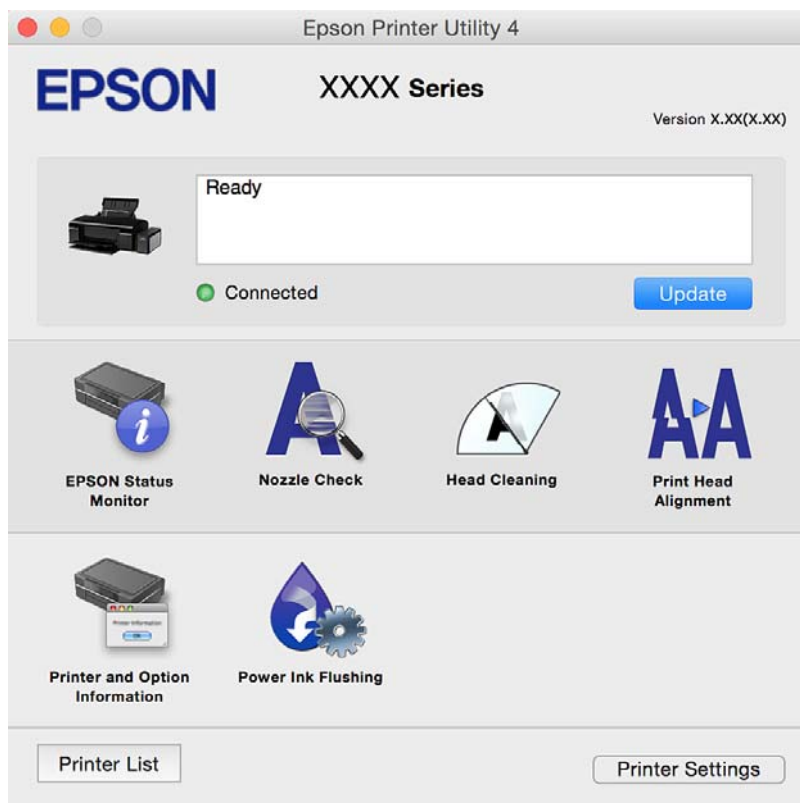 Epson Printer Utility 4
EPSON
XXXX Series
Version X.XX(X.XX)
Ready
Connected
Update
EPSON Status
Monitor
Nozzle Check
Head Cleaning
Print Head
Alignment
Printer and Option
Information
Power Ink Flushing
Printer List
Printer Settings